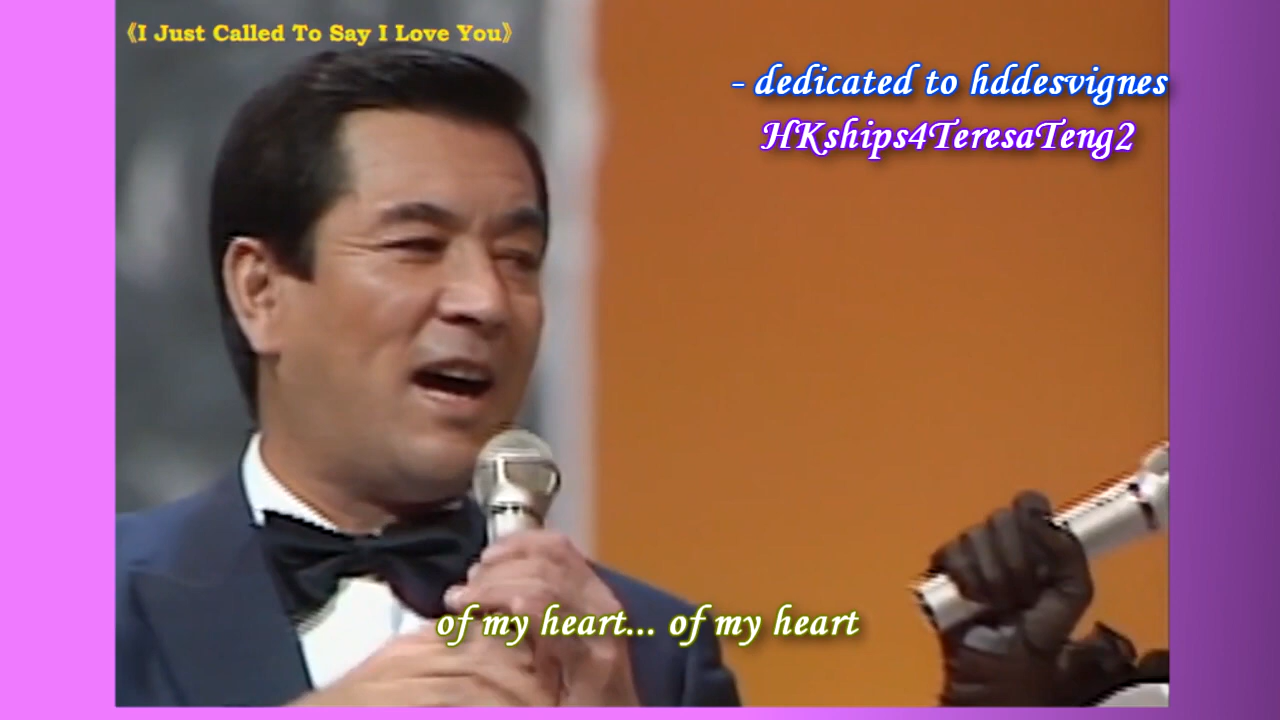 《I Just Called To Say I Love You》
- dedicated to hddesvignes
HKships4TeresaTeng2
of my heart... of my heart